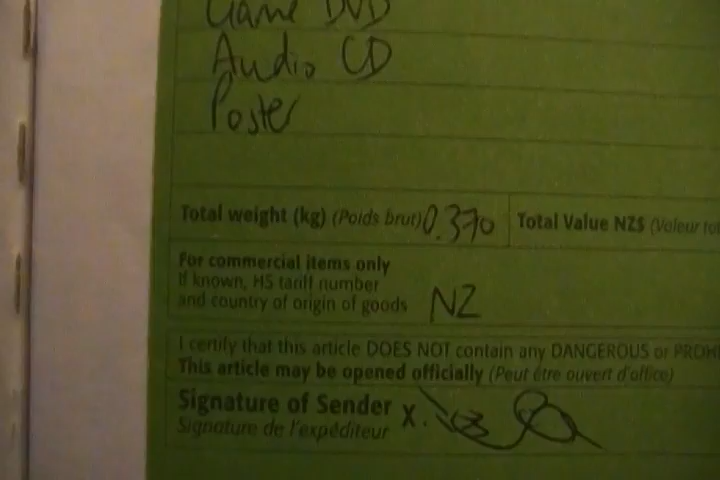 Game DVD
Audio CD
Poster
Total weight (kg) (Poids brut) 0.370 Total Value NZ$ (Valeur
For commercial items only
If known, HS tariff number
and country of origin of goods NZ
I certify that this article DOES NOT contain any DANGEROUS or
This article may be opened officially (Peut être ouvert d'office)
Signature of Sender X.
Signature de l'expéditeur